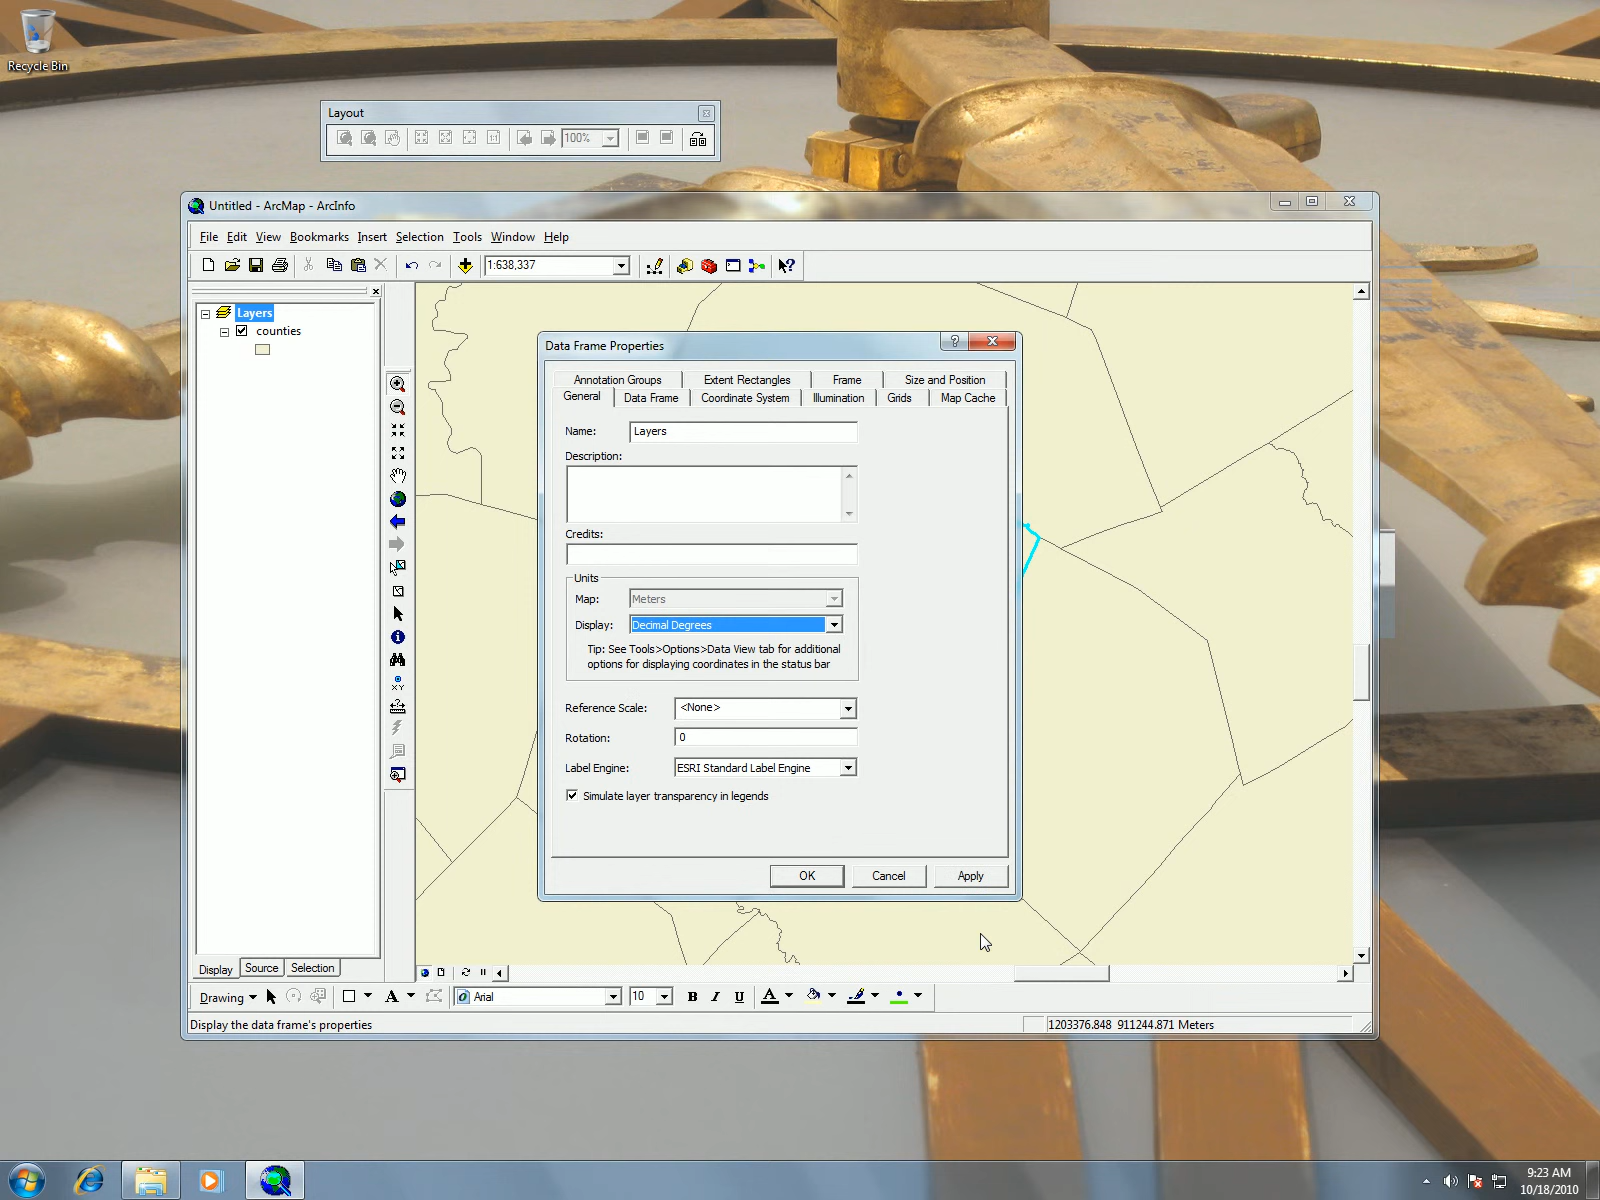 Recycle Bin
Layout
100%
1:1
Untitled - ArcMap - ArcInfo
File Edit View Bookmarks Insert Selection Tools Window Help
1:638,337
Layers
counties
Data Frame Properties
Annotation Groups Extent Rectangles Frame Size and Position
General Data Frame Coordinate System Illumination Grids Map Cache
Name: Layers
Description:
Credits:
Units
Map: Meters
Display: Decimal Degrees
Tip: See Tools>Options>Data View tab for additional
options for displaying coordinates in the status bar
Reference Scale: <None>
Rotation: 0
Label Engine: ESRI Standard Label Engine
Simulate layer transparency in legends
OK Cancel Apply
XY
Display Source Selection
Drawing A Arial 10 B I U A
Display the data frame's properties
1203376.848 911244.871 Meters
9:23 AM
10/18/2010